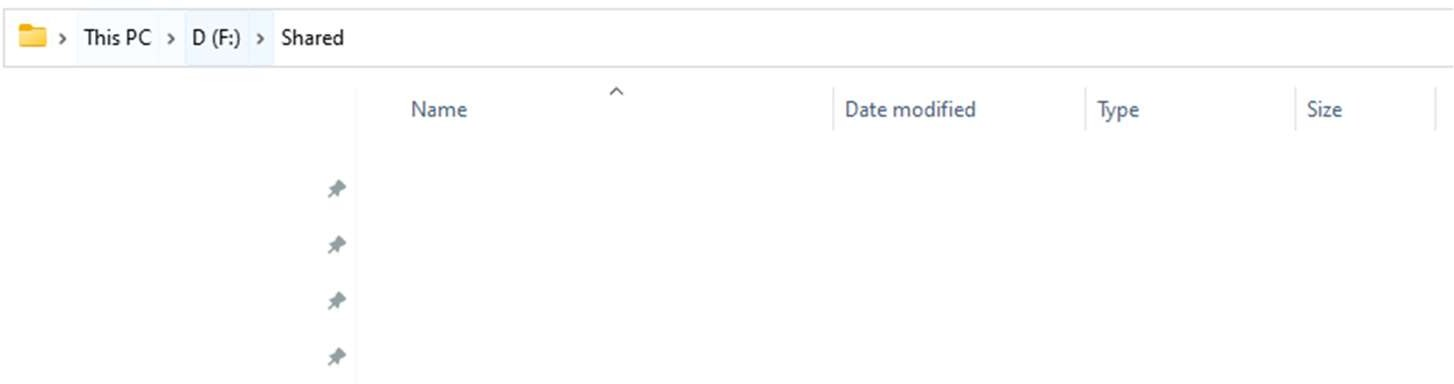 This PC > D (F:) > Shared
Name Date modified Type Size